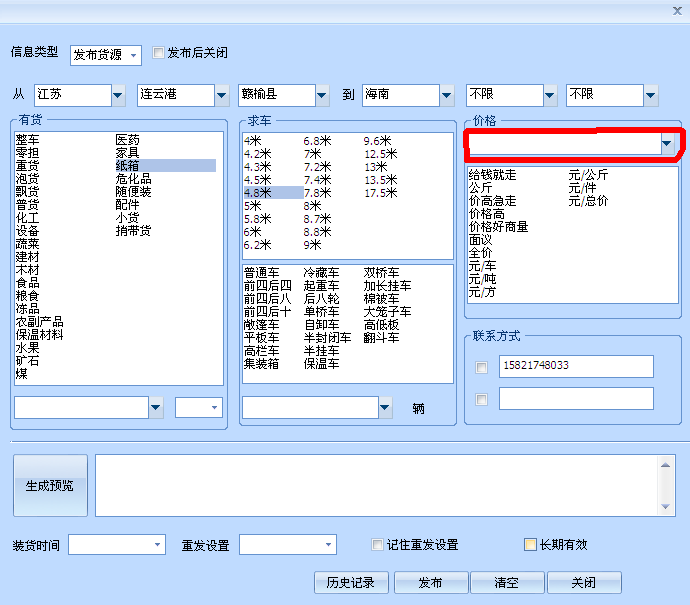 信息类型 发布货源 发布后关闭
从 江苏 连云港 赣榆县 到 海南 不限 不限
有货
整车 医药
零担 家具
重货 纸箱
泡货 危化品
飘货 随便装
普货 配件
化工 小货
设备 捎带货
蔬菜
建材
木材
食品
粮食
冻品
农副产品
保温材料
水果
矿石
煤
求车
4米 6.8米 9.6米
4.2米 7米 12.5米
4.3米 7.2米 13米
4.5米 7.4米 13.5米
4.8米 7.8米 17.5米
5米 8米
5.8米 8.7米
6米 8.8米
6.2米 9米
普通车 冷藏车 双桥车
前四后四 起重车 加长挂车
前四后八 后八轮 棉被车
前四后十 单桥车 大笼子车
敞篷车 自卸车 高低板
平板车 半封闭车 翻斗车
高栏车 半挂车
集装箱 保温车
辆
价格
给钱就走 元/公斤
公斤 元/件
价高急走 元/总价
价格高
价格好商量
面议
全价
元/车
元/吨
元/方
联系方式
15821748033
生成预览
装货时间 重发设置 记住重发设置 长期有效
历史记录 发布 清空 关闭